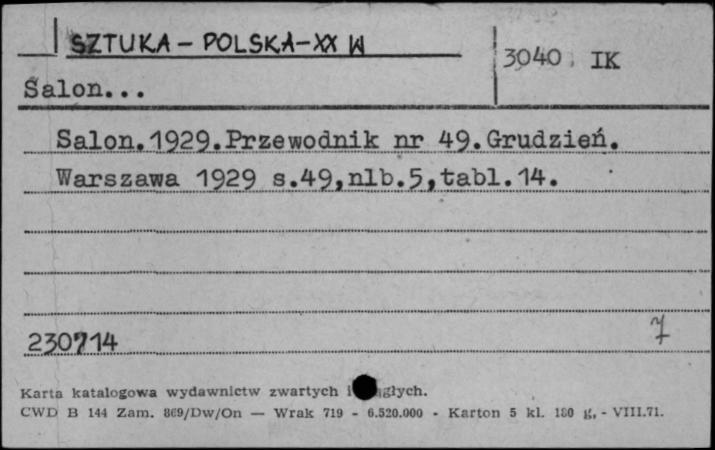 SZTUKA - POLSKA - XX W
3040 IK
Salon...
Salon.1929.Przewodnik nr 49.Grudzień.
Warszawa 1929 s.49,nlb.5,tabl.14.
230714
7
Karta katalogowa wydawnictw zwartych i
CWD B 144 Zam. 869/Dw/On — Wrak 719 - 6.520.000 - Karton 5 kl. 180 g, - VIII.71.